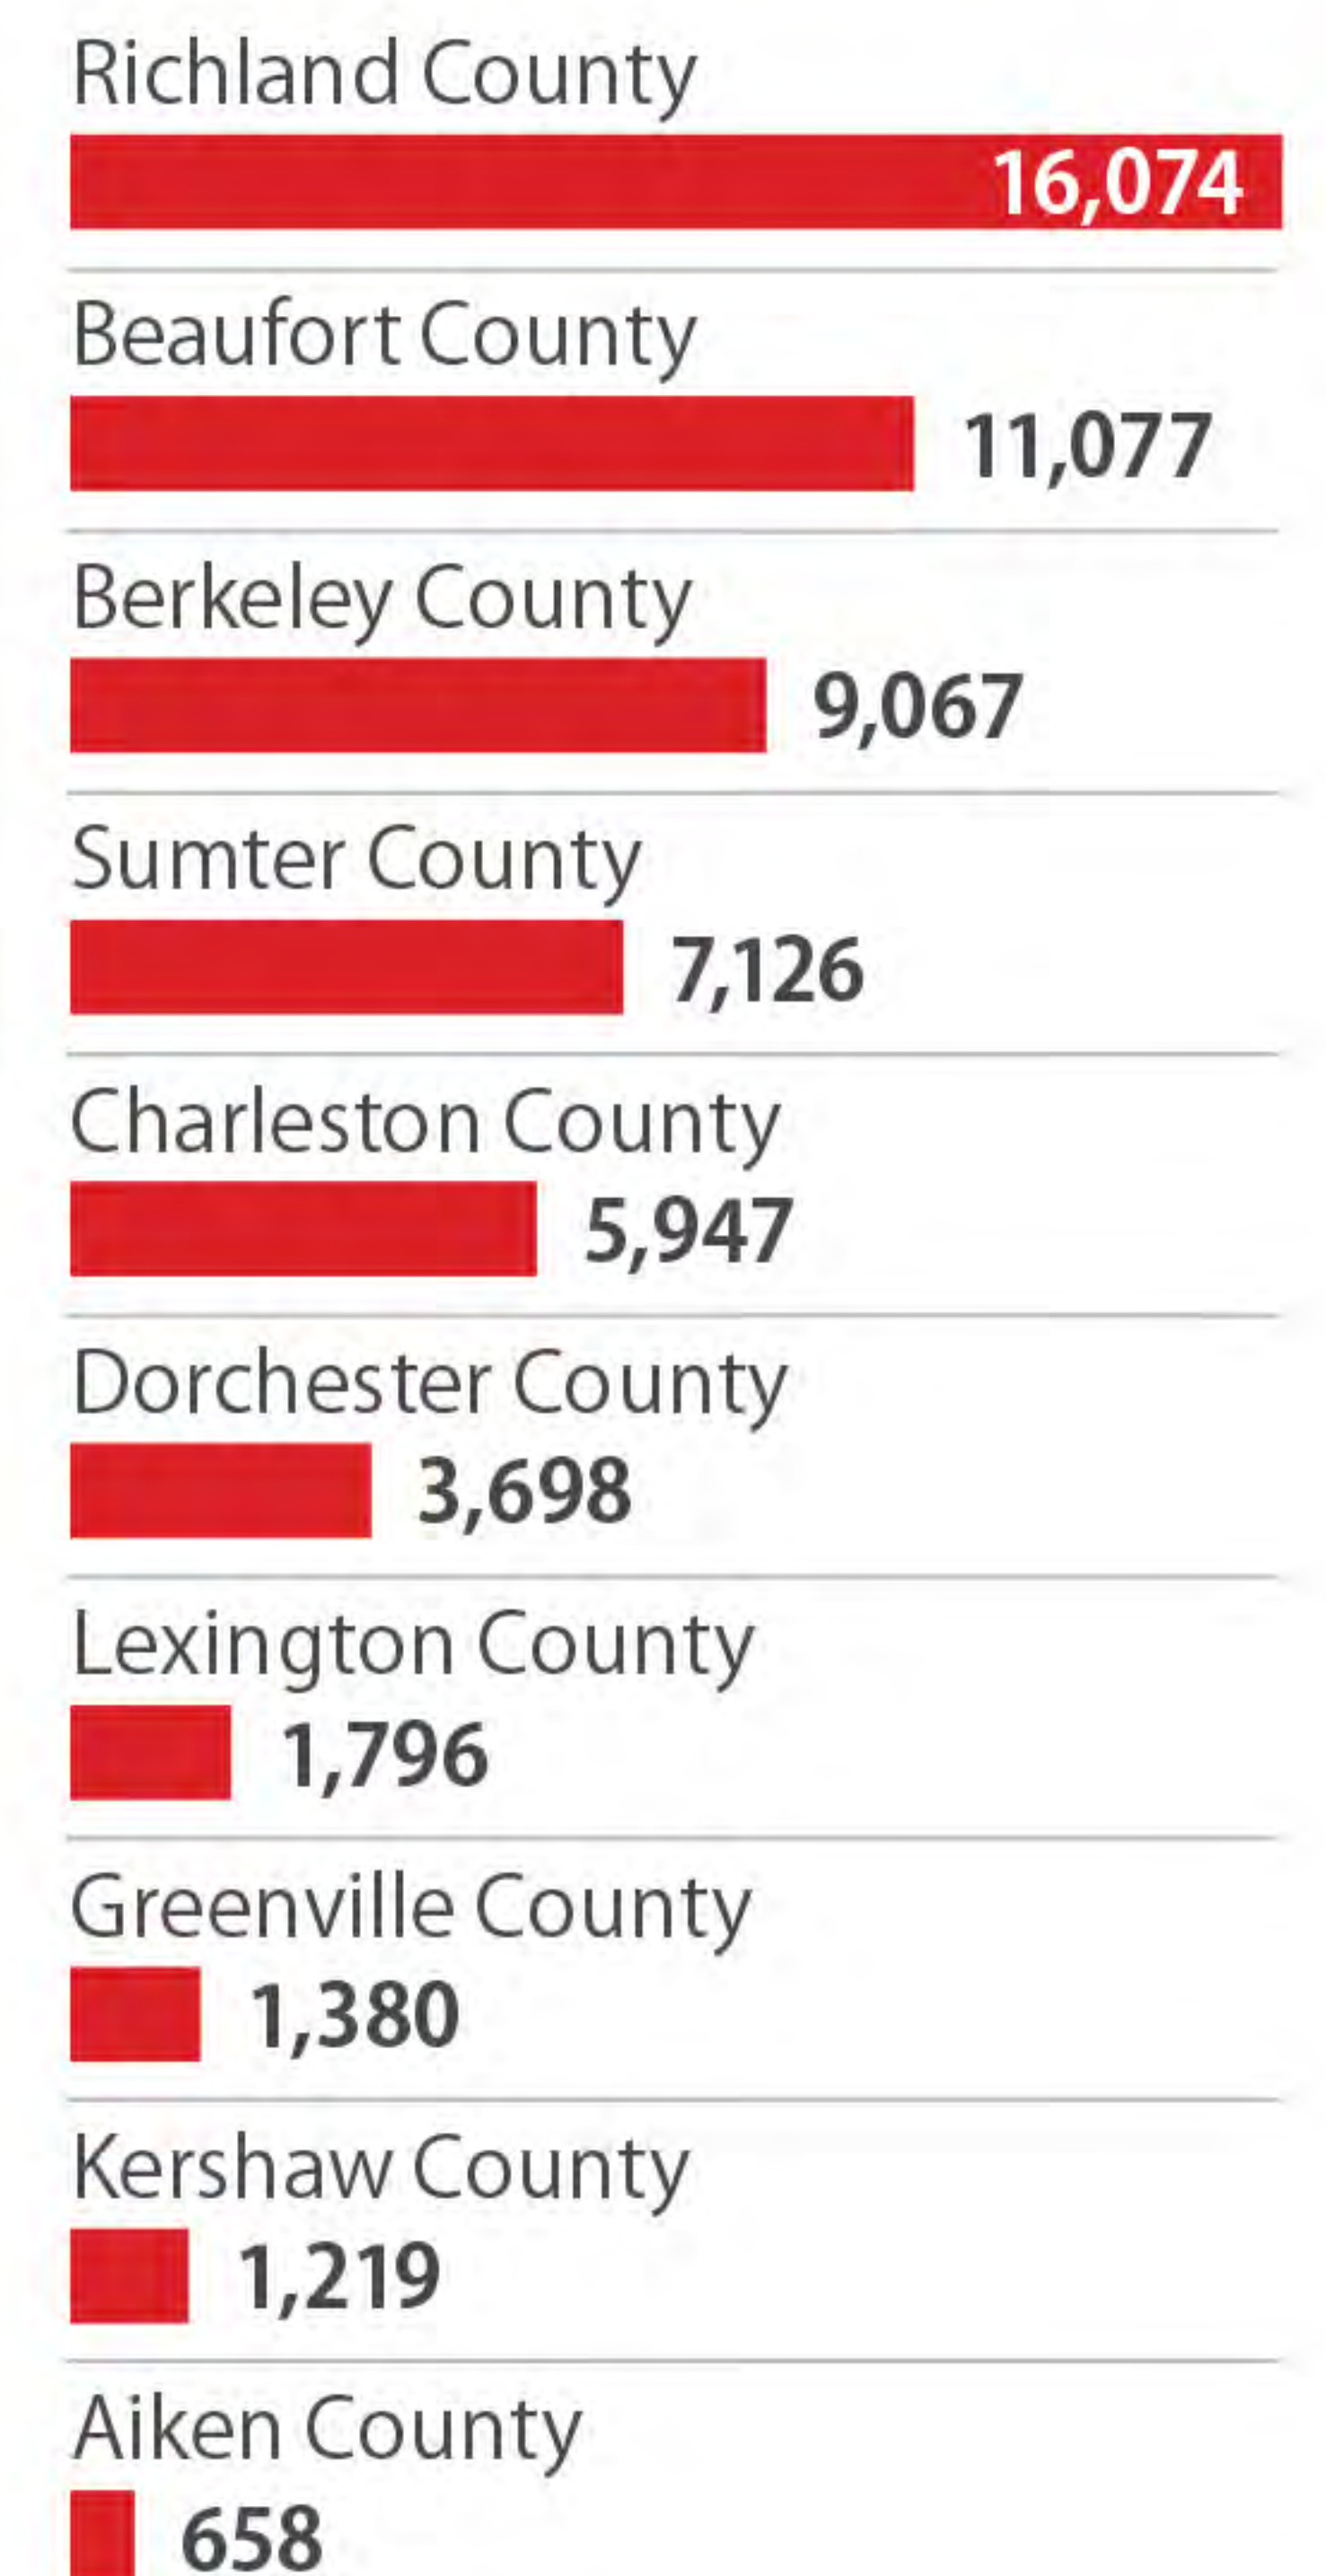 Richland County
16,074
Beaufort County
11,077
Berkeley County
9,067
Sumter County
7,126
Charleston County
5,947
Dorchester County
3,698
Lexington County
1,796
Greenville County
1,380
Kershaw County
1,219
Aiken County
658